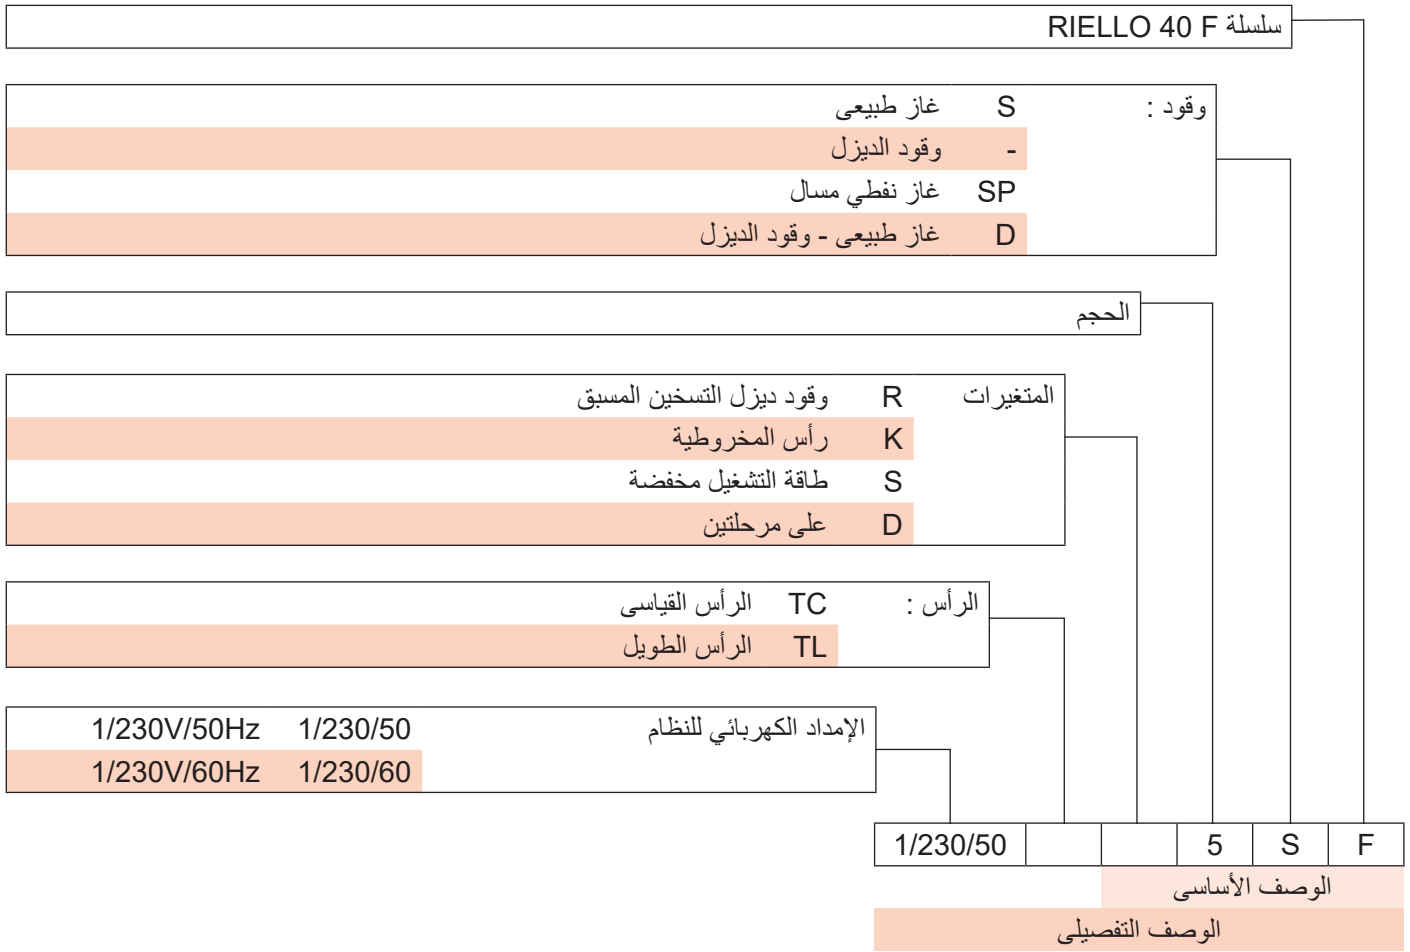 سلسلة RIELLO 40 F
وقود : S غاز طبيعى
- وقود الديزل
SP غاز نفطي مسال
D غاز طبيعى - وقود الديزل
الحجم
المتغيرات R وقود ديزل التسخين المسبق
K رأس المخروطية
S طاقة التشغيل مخفضة
D على مرحلتين
الرأس : TC الرأس القياسى
TL الرأس الطويل
الإمداد الكهربائي للنظام 1/230/50 1/230V/50Hz
1/230/60 1/230V/60Hz
F S 5 1/230/50
الوصف الأساسى
الوصف التفصيلى